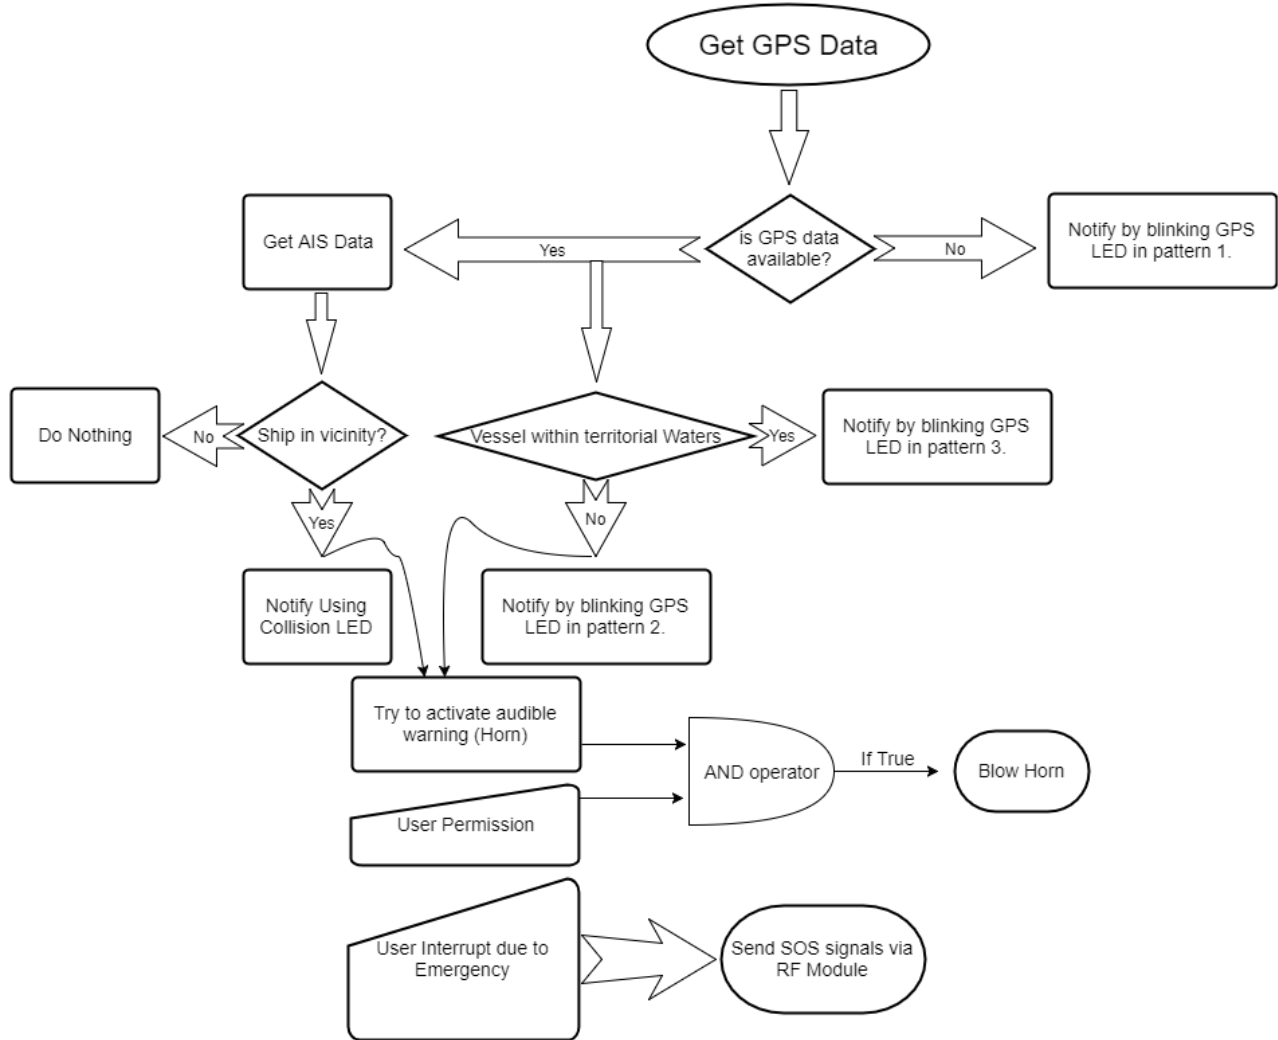 Get GPS Data
is GPS data
available?
Yes
No
Get AIS Data
Notify by blinking GPS
LED in pattern 1.
Do Nothing
No
Ship in vicinity?
Vessel within territorial Waters
Yes
Notify by blinking GPS
LED in pattern 3.
Yes
No
Notify Using
Collision LED
Notify by blinking GPS
LED in pattern 2.
Try to activate audible
warning (Horn)
AND operator
If True
Blow Horn
User Permission
User Interrupt due to
Emergency
Send SOS signals via
RF Module